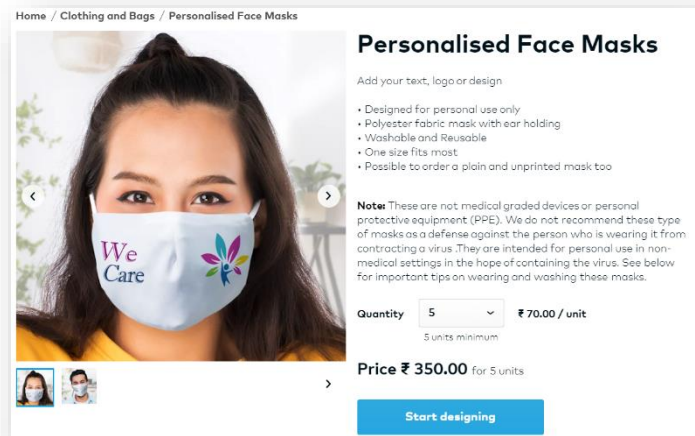 Home / Clothing and Bags / Personalised Face Masks
We
Care
Personalised Face Masks
Add your text, logo or design
• Designed for personal use only
• Polyester fabric mask with ear holding
• Washable and Reusable
• One size fits most
• Possible to order a plain and unprinted mask too
Note: These are not medical graded devices or personal
protective equipment (PPE). We do not recommend these type
of masks as a defense against the person who is wearing it from
contracting a virus .They are intended for personal use in non-
medical settings in the hope of containing the virus. See below
for important tips on wearing and washing these masks.
Quantity 5 ₹ 70.00 / unit
5 units minimum
Price ₹ 350.00 for 5 units
Start designing